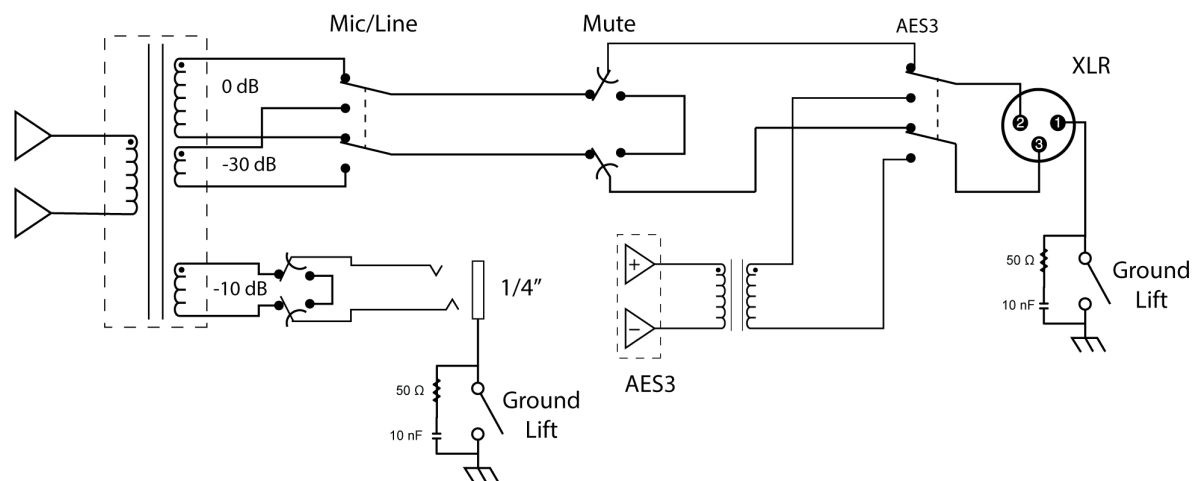 Mic/Line
Mute
AES3
XLR
0 dB
-30 dB
2
1
3
-10 dB
1/4”
+
−
AES3
50 Ω
10 nF
Ground
Lift
50 Ω
10 nF
Ground
Lift